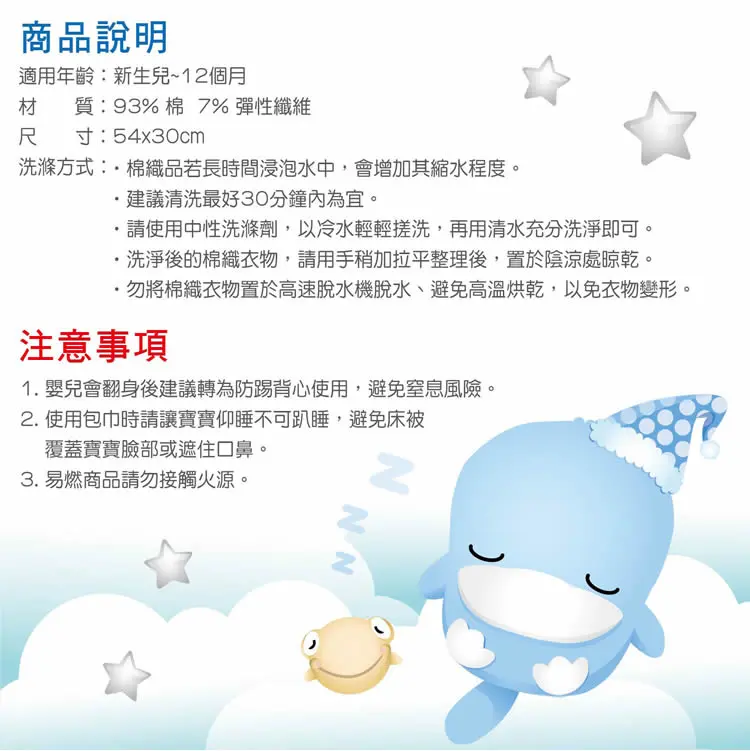 商品說明
適用年齡：新生兒~12個月
材　　質：93% 棉 7% 彈性纖維
尺　　寸：54x30cm
洗滌方式：・棉織品若長時間浸泡水中，會增加其縮水程度。
・建議清洗最好30分鐘內為宜。
・請使用中性洗滌劑，以冷水輕輕搓洗，再用清水充分洗淨即可。
・洗淨後的棉織衣物，請用手稍加拉平整理後，置於陰涼處晾乾。
・勿將棉織衣物置於高速脫水機脫水、避免高溫烘乾，以免衣物變形。
注意事項
1. 嬰兒會翻身後建議轉為防踢背心使用，避免窒息風險。
2. 使用包巾時請讓寶寶仰睡不可趴睡，避免床被
覆蓋寶寶臉部或遮住口鼻。
3. 易燃商品請勿接觸火源。
Z
Z
Z